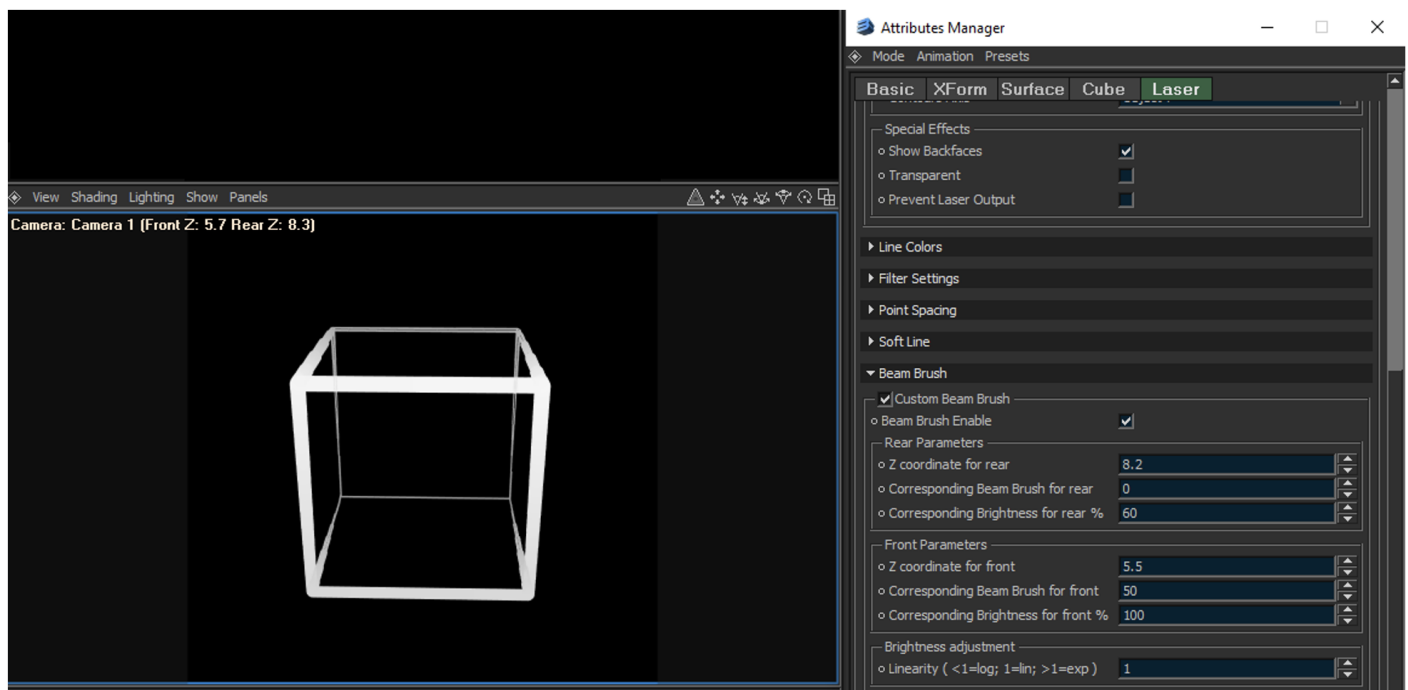 Attributes Manager
Mode Animation Presets
Basic XForm Surface Cube Laser
Special Effects
Show Backfaces
Transparent
Prevent Laser Output
View Shading Lighting Show Panels
Camera: Camera 1 (Front Z: 5.7 Rear Z: 8.3)
Line Colors
Filter Settings
Point Spacing
Soft Line
Beam Brush
Custom Beam Brush
Beam Brush Enable
Rear Parameters
Z coordinate for rear 8.2
Corresponding Beam Brush for rear 0
Corresponding Brightness for rear % 60
Front Parameters
Z coordinate for front 5.5
Corresponding Beam Brush for front 50
Corresponding Brightness for front % 100
Brightness adjustment
Linearity ( <1=log; 1=lin; >1=exp ) 1